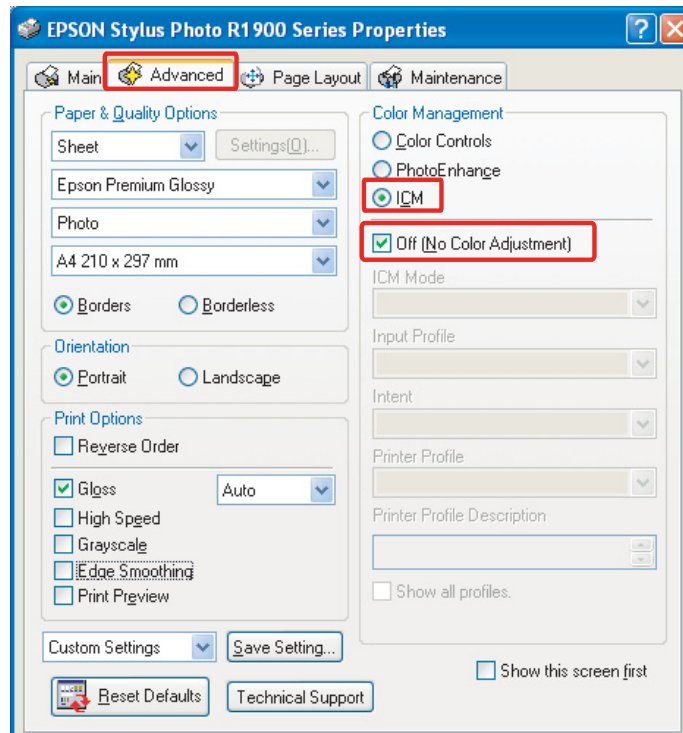 EPSON Stylus Photo R1900 Series Properties
Main
Advanced
Page Layout
Maintenance
Paper & Quality Options
Sheet
Settings(O)...
Epson Premium Glossy
Photo
A4 210 x 297 mm
Borders
Borderless
Orientation
Portrait
Landscape
Print Options
Reverse Order
Gloss
Auto
High Speed
Grayscale
Edge Smoothing
Print Preview
Custom Settings
Save Setting...
Reset Defaults
Technical Support
Color Management
Color Controls
PhotoEnhance
ICM
Off (No Color Adjustment)
ICM Mode
Input Profile
Intent
Printer Profile
Printer Profile Description
Show all profiles.
Show this screen first